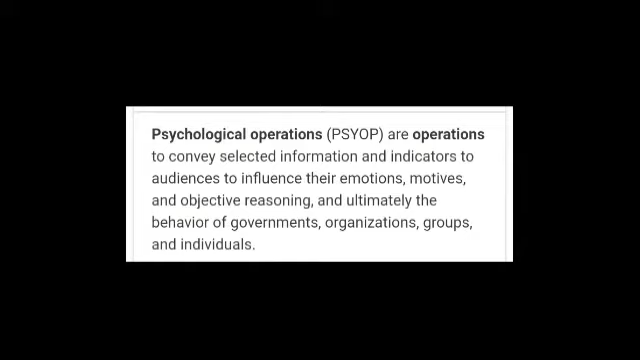 Psychological operations (PSYOP) are operations
to convey selected information and indicators to
audiences to influence their emotions, motives,
and objective reasoning, and ultimately the
behavior of governments, organizations, groups,
and individuals.